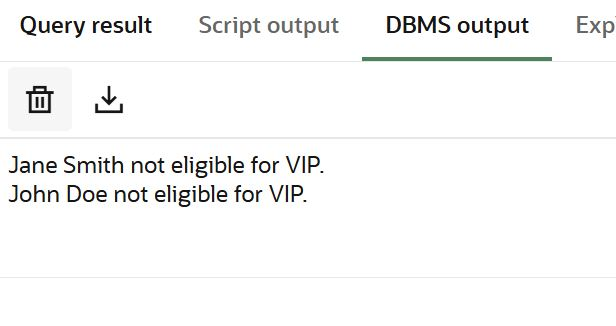 Query result Script output DBMS output Exp
Jane Smith not eligible for VIP.
John Doe not eligible for VIP.